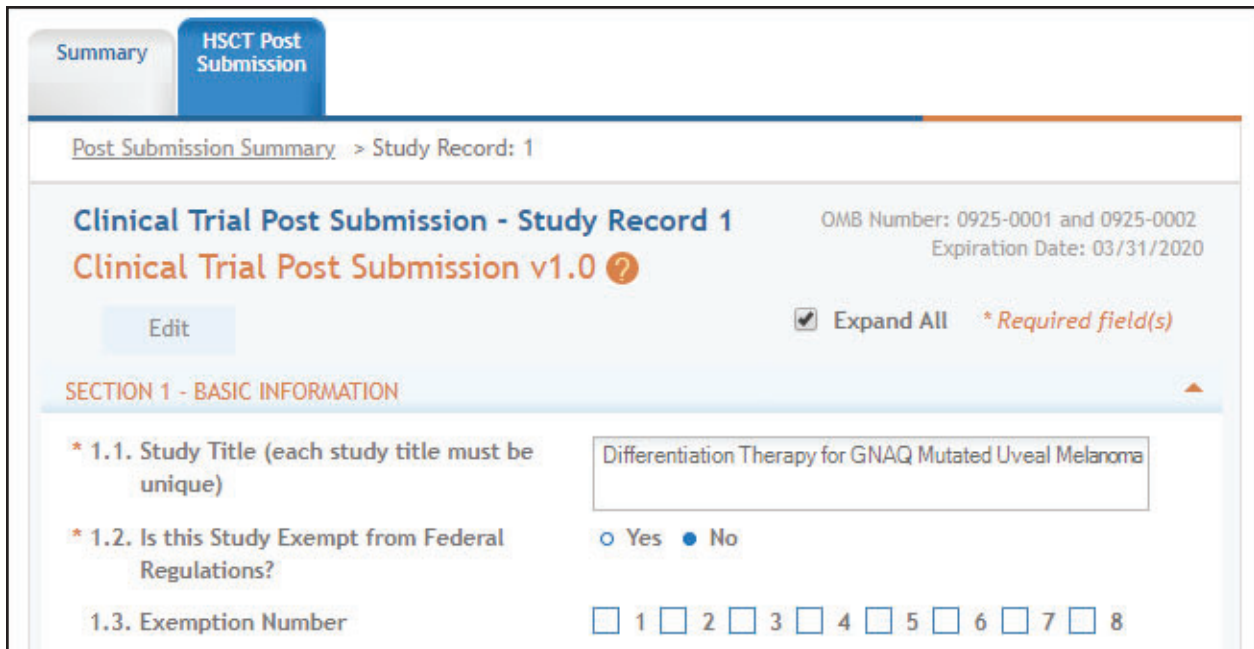 Summary
HSCT Post
Submission
Post Submission Summary > Study Record: 1
Clinical Trial Post Submission - Study Record 1
OMB Number: 0925-0001 and 0925-0002
Expiration Date: 03/31/2020
Clinical Trial Post Submission v1.0 ?
Edit
Expand All * Required field(s)
SECTION 1 - BASIC INFORMATION
* 1.1. Study Title (each study title must be
unique)
Differentiation Therapy for GNAQ Mutated Uveal Melanoma
* 1.2. Is this Study Exempt from Federal
Regulations?
Yes No
1.3. Exemption Number
1 2 3 4 5 6 7 8